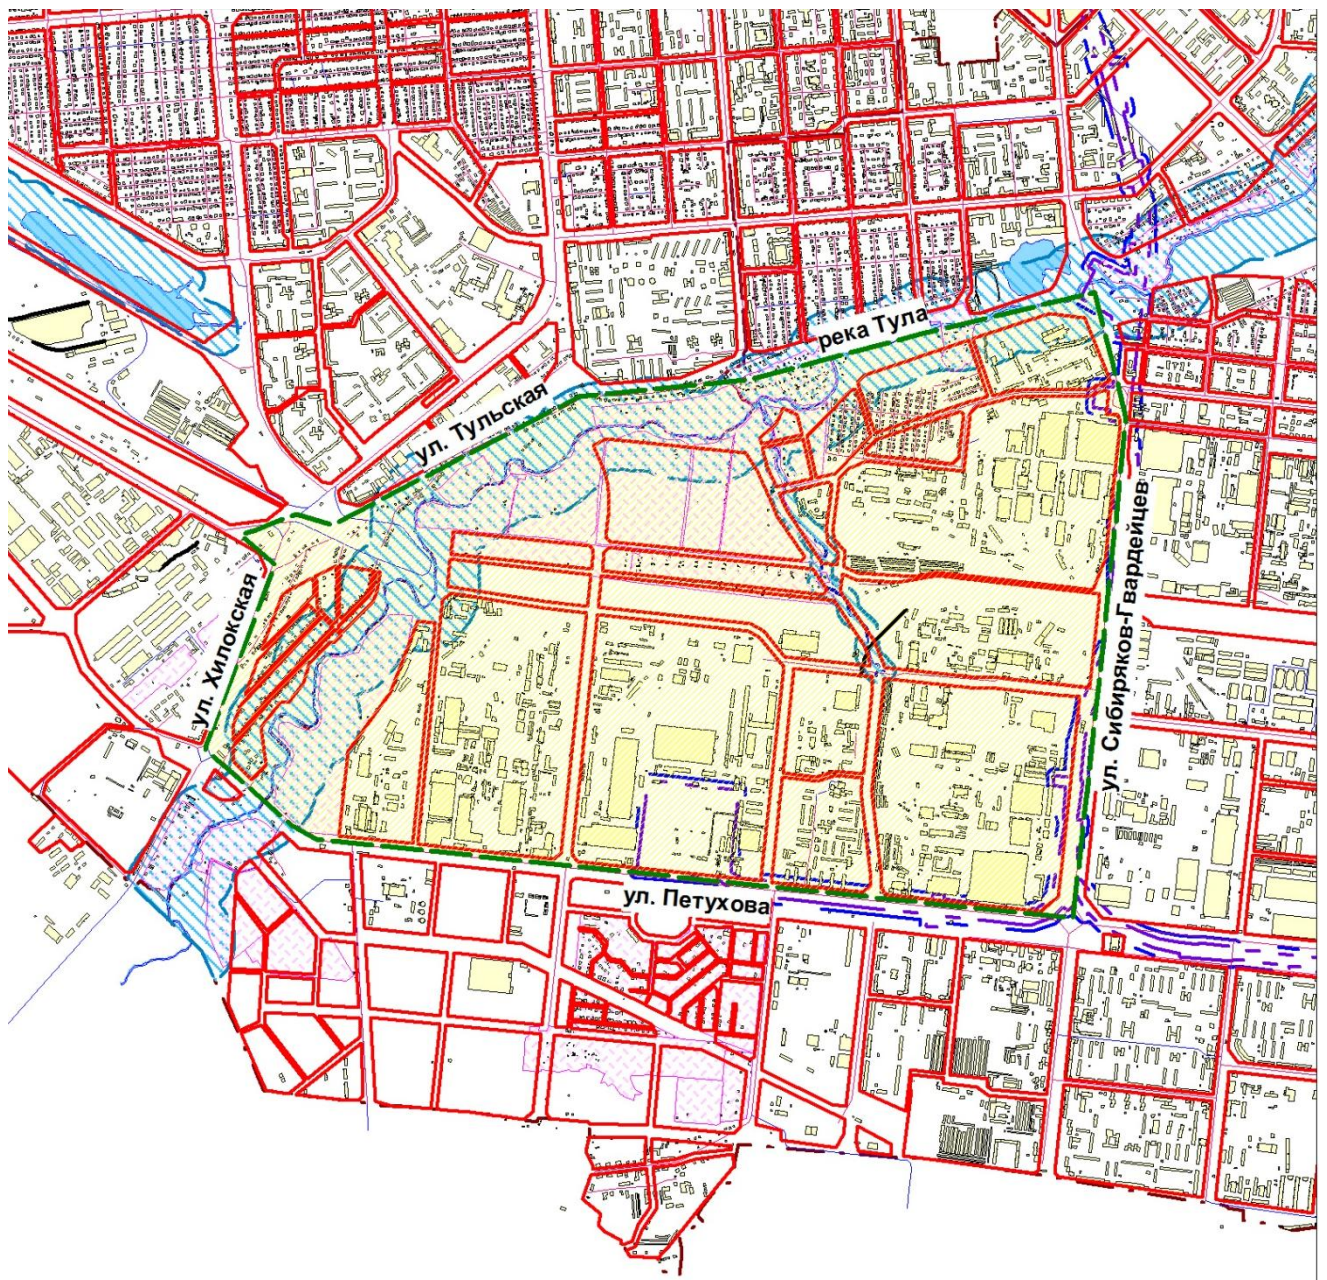 река Тула
ул. Тульская
ул. Хилокская
ул. Сибиряков-Гвардейцев
ул. Петухова